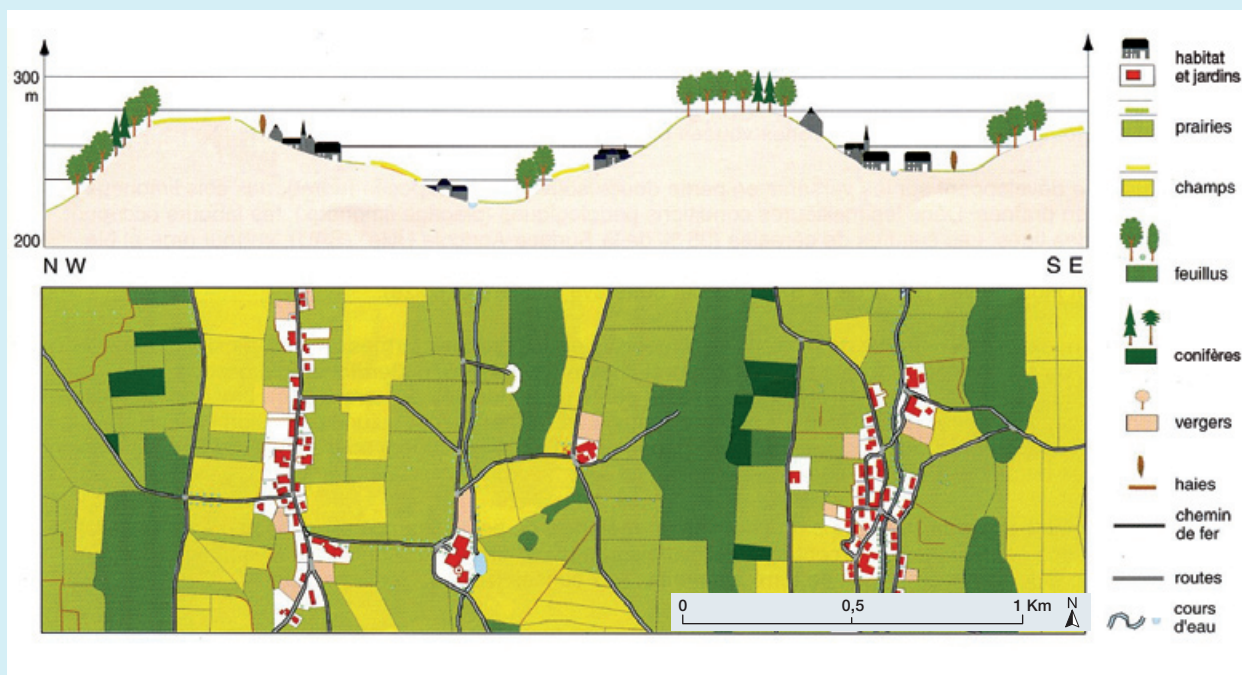 300
m
200
N W
S E
0
0,5
1 Km
N
habitat
et jardins
prairies
champs
feuillus
conifères
vergers
haies
chemin
de fer
routes
cours
d'eau